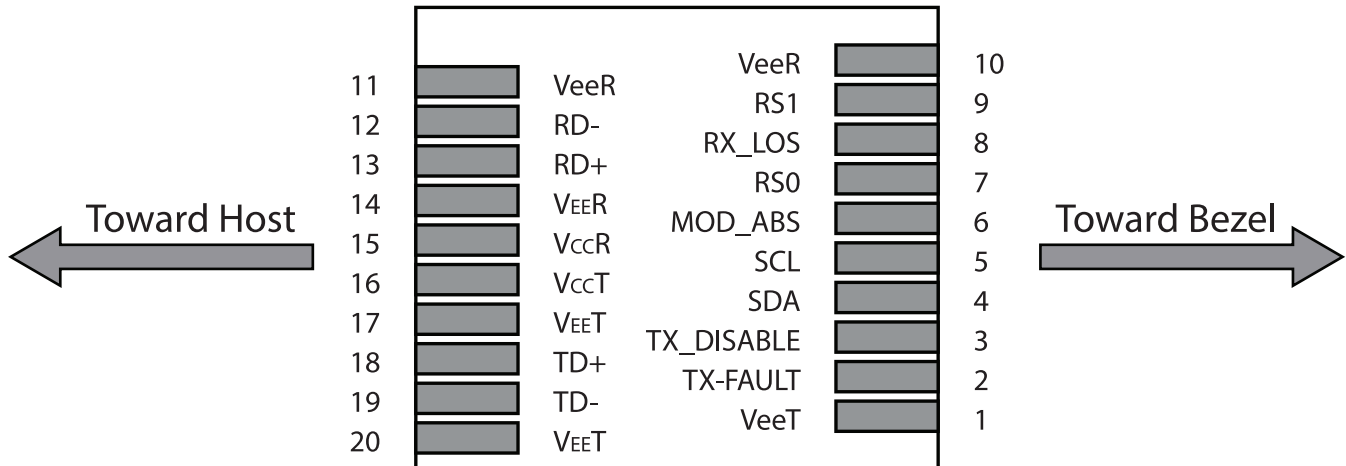 VeeR 10
11 VeeR
RS1 9
12 RD-
RX_LOS 8
13 RD+
RS0 7
14 VEER
MOD_ABS 6
15 VCCR
SCL 5
16 VCCT
SDA 4
17 VEET
TX_DISABLE 3
18 TD+
TX-FAULT 2
19 TD-
VeeT 1
20 VEET
Toward Host
Toward Bezel